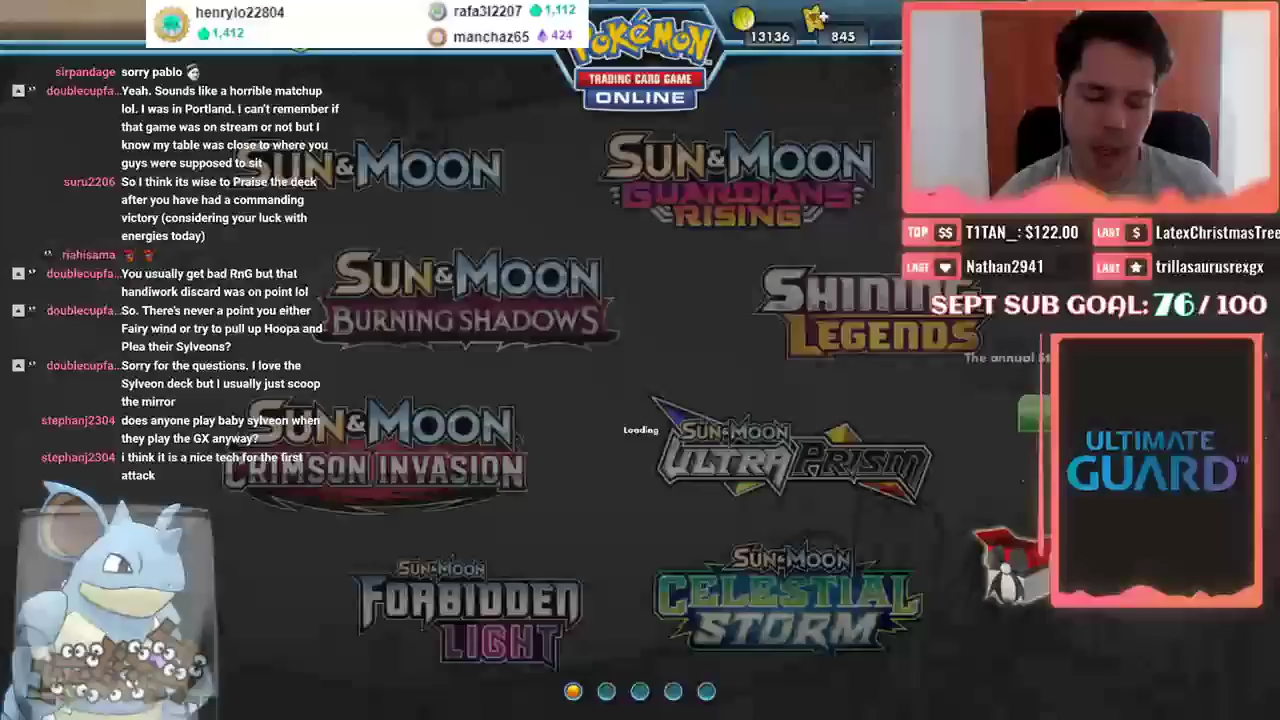 henrylo22804
1,412
rafa3l2207 1,112
manchaz65 424
POKÉMON
TRADING CARD GAME
ONLINE
13136
845
sirpandage sorry pablo
doublecupfa... Yeah. Sounds like a horrible matchup
lol. I was in Portland. I can't remember if
that game was on stream or not but I
know my table was close to where you
guys were supposed to sit
suru2206 So I think its wise to Praise the deck
after you have had a commanding
victory (considering your luck with
energies today)
riahisama
doublecupfa... You usually get bad RnG but that
handiwork discard was on point lol
doublecupfa... So. There's never a point you either
Fairy wind or try to pull up Hoopa and
Plea their Sylveons?
doublecupfa... Sorry for the questions. I love the
Sylveon deck but I usually just scoop
the mirror
stephanj2304 does anyone play baby sylveon when
they play the GX anyway?
stephanj2304 i think it is a nice tech for the first
attack
SUN & MOON
SUN & MOON
GUARDIANS
RISING
SUN & MOON
BURNING SHADOWS
SHINING
LEGENDS
SUN & MOON
CRIMSON INVASION
Loading
SUN & MOON
ULTRA PRISM
SUN & MOON
FORBIDDEN
LIGHT
SUN & MOON
CELESTIAL
STORM
TOP $$ T1TAN_: $122.00
LAST $ LatexChristmasTree
LAST Nathan2941
LAST trillasaurusrexgx
SEPT SUB GOAL: 76 / 100
The annual St
ULTIMATE
GUARD™